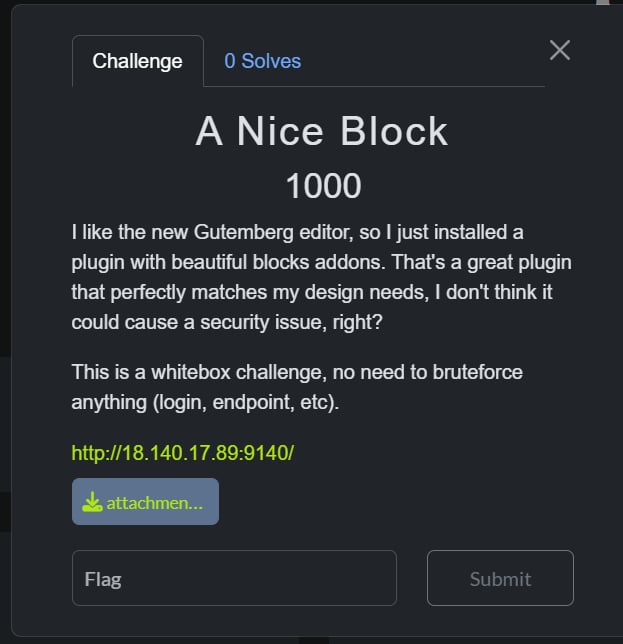 Challenge
0 Solves
A Nice Block
1000
I like the new Gutemberg editor, so I just installed a
plugin with beautiful blocks addons. That's a great plugin
that perfectly matches my design needs, I don't think it
could cause a security issue, right?
This is a whitebox challenge, no need to bruteforce
anything (login, endpoint, etc).
http://18.140.17.89:9140/
attachmen...
Flag
Submit